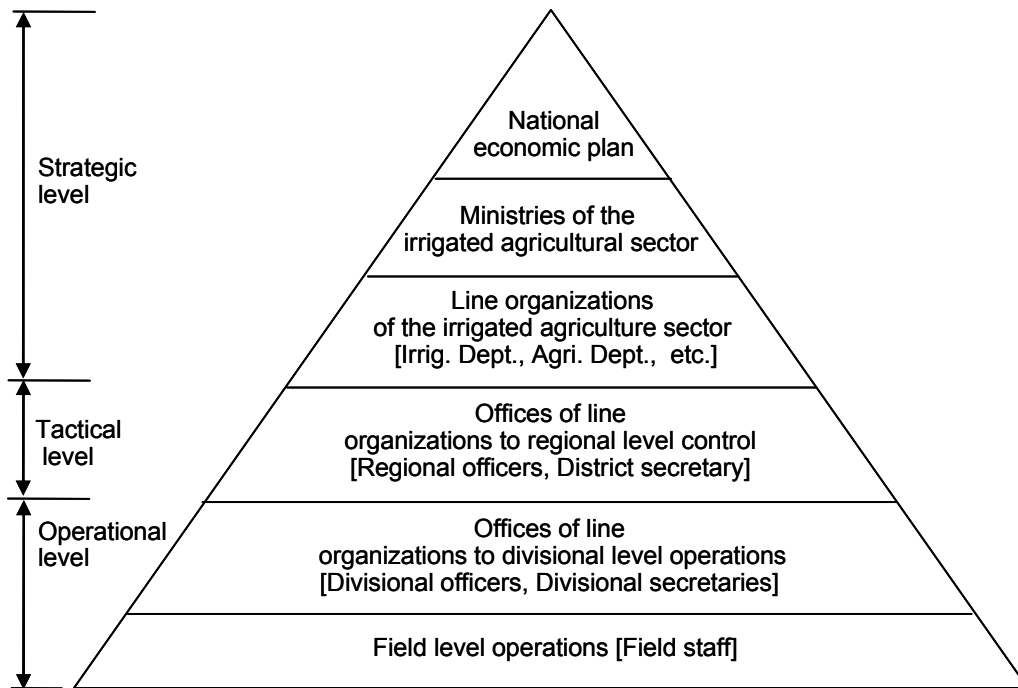 National
economic plan
Strategic
level
Ministries of the
irrigated agricultural sector
Line organizations
of the irrigated agriculture sector
[Irrig. Dept., Agri. Dept., etc.]
Tactical
level
Offices of line
organizations to regional level control
[Regional officers, District secretary]
Operational
level
Offices of line
organizations to divisional level operations
[Divisional officers, Divisional secretaries]
Field level operations [Field staff]